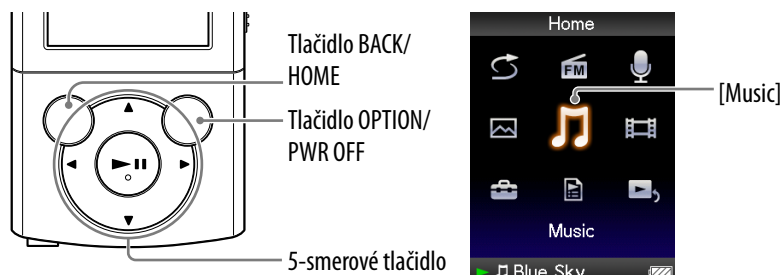 Tlačidlo BACK/
HOME
Tlačidlo OPTION/
PWR OFF
5-smerové tlačidlo
Home
FM
[Music]
Music
Blue Sky